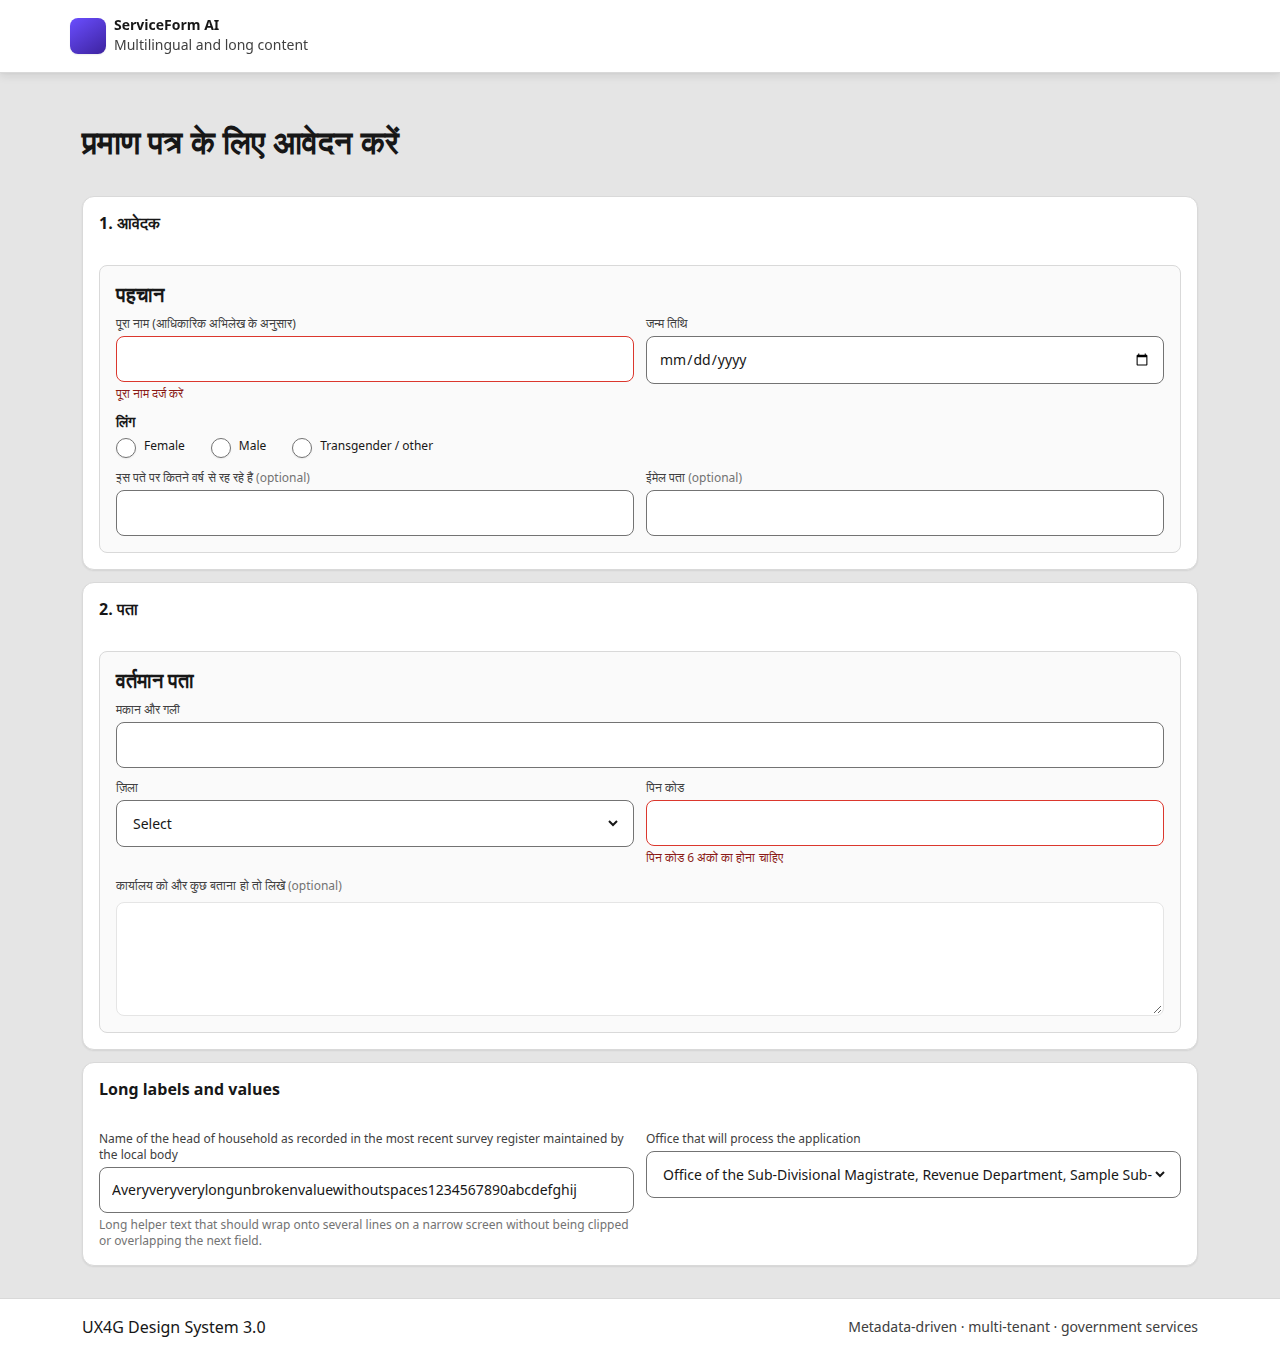 ServiceForm AI
Multilingual and long content
प्रमाण पत्र के लिए आवेदन करें
1. आवेदक
पहचान
पूरा नाम (आधिकारिक अभिलेख के अनुसार)
जन्म तिथि
mm/dd/yyyy
पूरा नाम दर्ज करें
लिंग
Female
Male
Transgender / other
इस पते पर कितने वर्ष से रह रहे हैं (optional)
ईमेल पता (optional)
2. पता
वर्तमान पता
मकान और गली
ज़िला
पिन कोड
Select
पिन कोड 6 अंकों का होना चाहिए
कार्यालय को और कुछ बताना हो तो लिखें (optional)
Long labels and values
Name of the head of household as recorded in the most recent survey register maintained by
the local body
Office that will process the application
Averyveryverylongunbrokenvaluewithoutspaces1234567890abcdefghij
Office of the Sub-Divisional Magistrate, Revenue Department, Sample Sub-
Long helper text that should wrap onto several lines on a narrow screen without being clipped
or overlapping the next field.
UX4G Design System 3.0
Metadata-driven · multi-tenant · government services